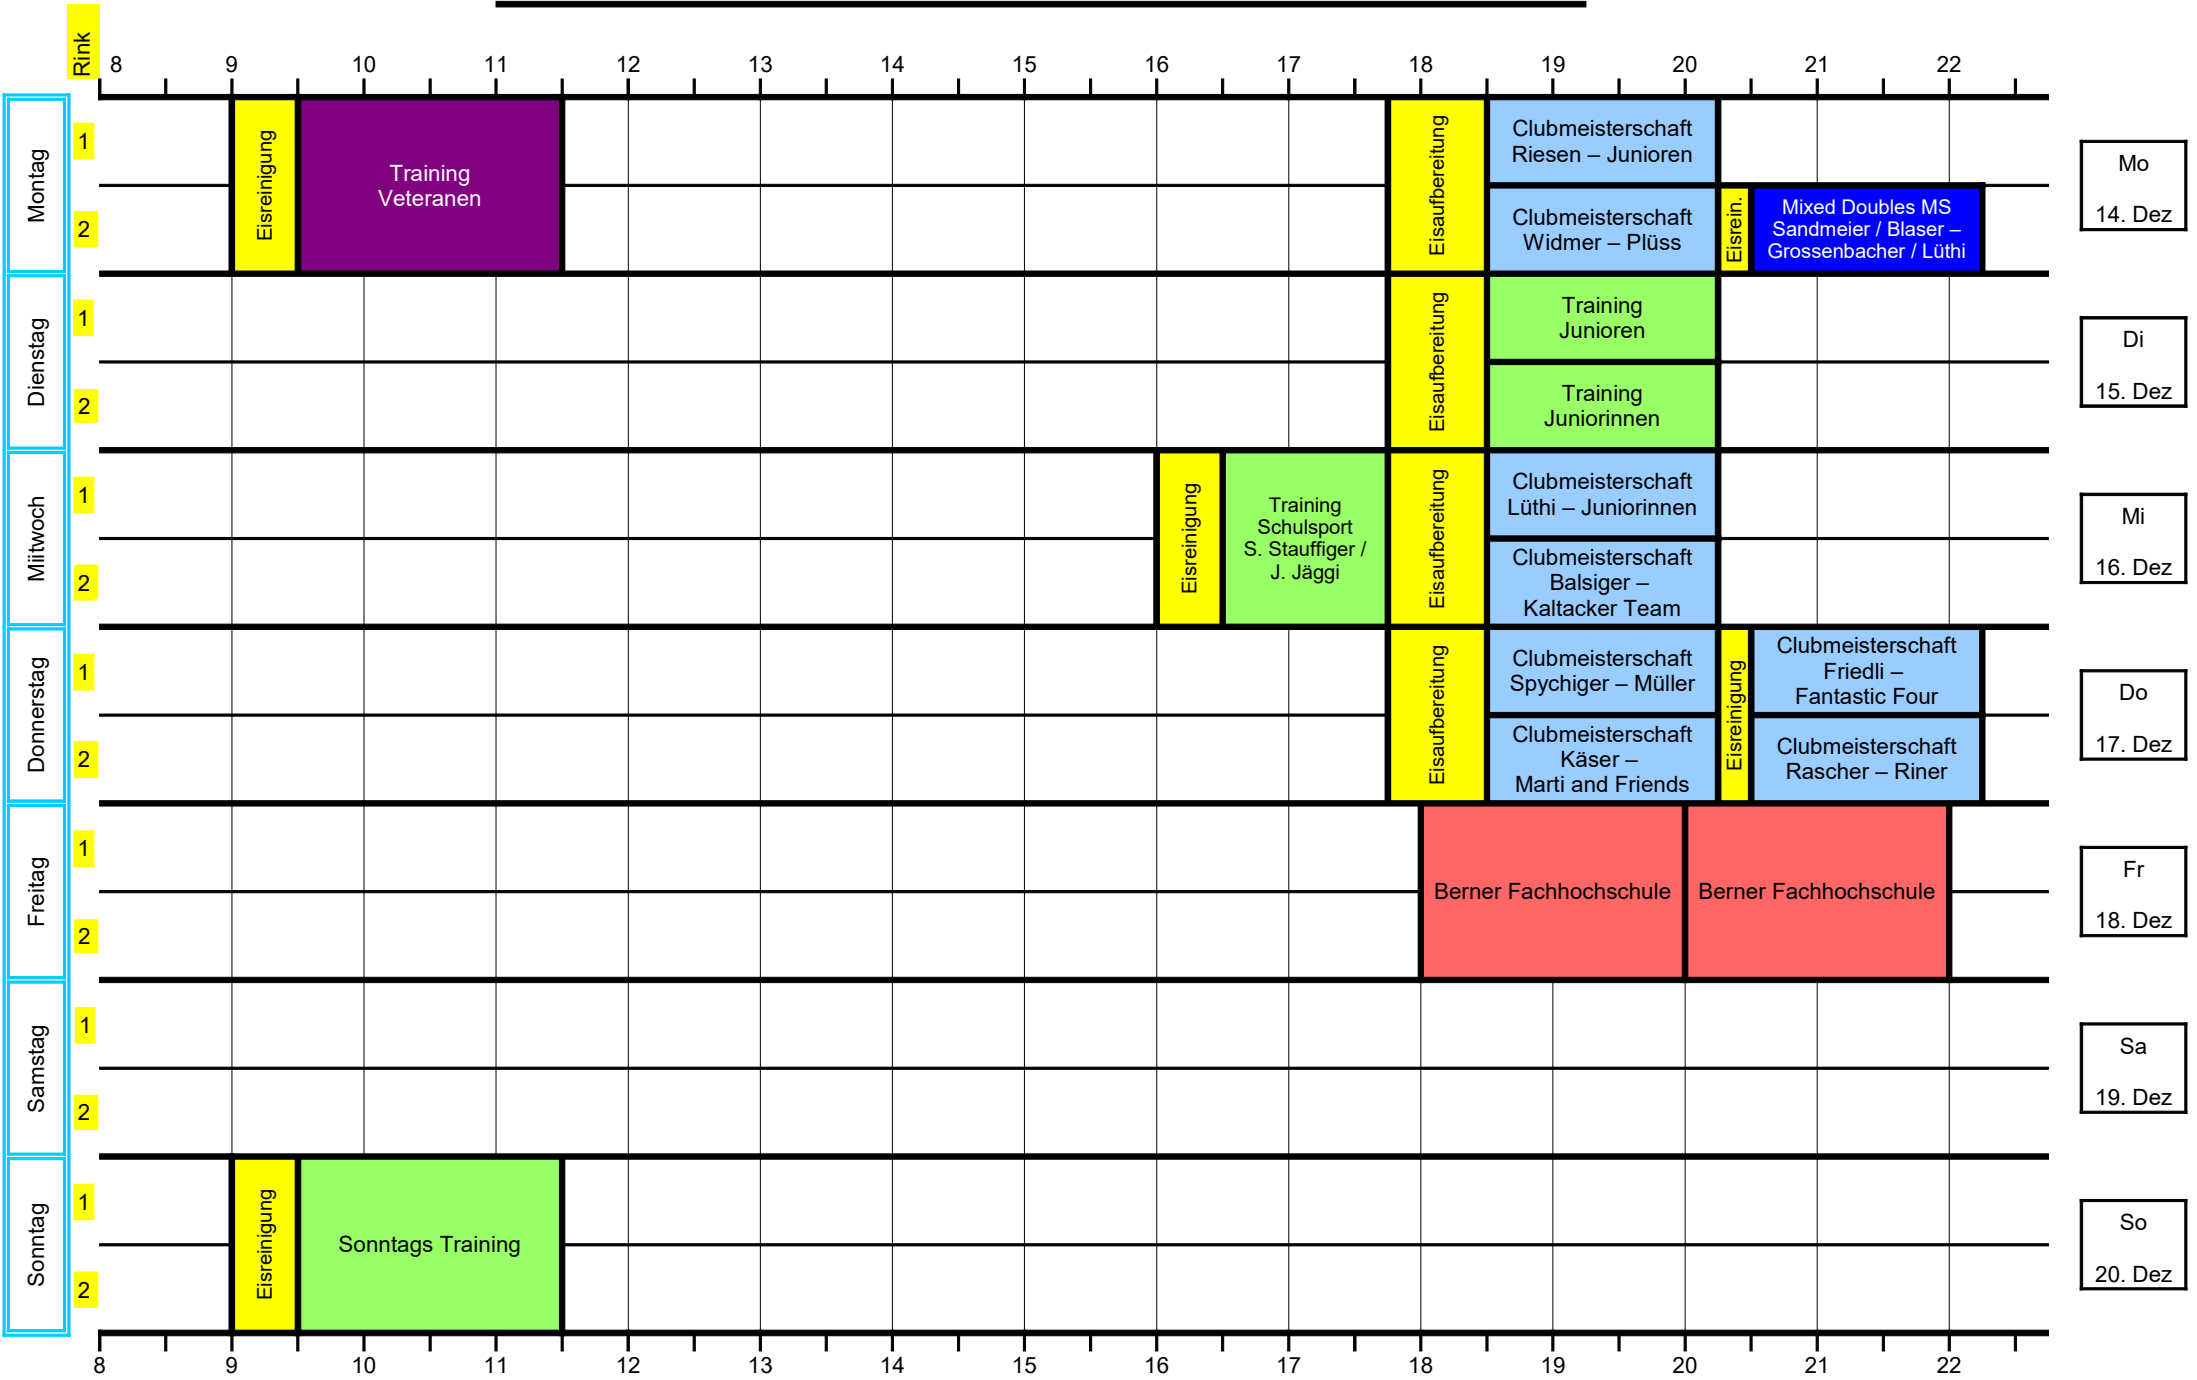 Rink
8 9 10 11 12 13 14 15 16 17 18 19 20 21 22
Montag
1
2
Eisreinigung
Training
Veteranen
Eisaufbereitung
Clubmeisterschaft
Riesen – Junioren
Clubmeisterschaft
Widmer – Plüss
Eisrein.
Mixed Doubles MS
Sandmeier / Blaser –
Grossenbacher / Lüthi
Mo
14. Dez
Dienstag
1
2
Eisaufbereitung
Training
Junioren
Training
Juniorinnen
Di
15. Dez
Miitwoch
1
2
Eisreinigung
Training
Schulsport
S. Stauffiger /
J. Jäggi
Eisaufbereitung
Clubmeisterschaft
Lüthi – Juniorinnen
Clubmeisterschaft
Balsiger –
Kaltacker Team
Mi
16. Dez
Donnerstag
1
2
Eisaufbereitung
Clubmeisterschaft
Spychiger – Müller
Clubmeisterschaft
Käser –
Marti and Friends
Eisreinigung
Clubmeisterschaft
Friedli –
Fantastic Four
Clubmeisterschaft
Rascher – Riner
Do
17. Dez
Freitag
1
2
Berner Fachhochschule
Berner Fachhochschule
Fr
18. Dez
Samstag
1
2
Sa
19. Dez
Sonntag
1
2
Eisreinigung
Sonntags Training
So
20. Dez
8 9 10 11 12 13 14 15 16 17 18 19 20 21 22